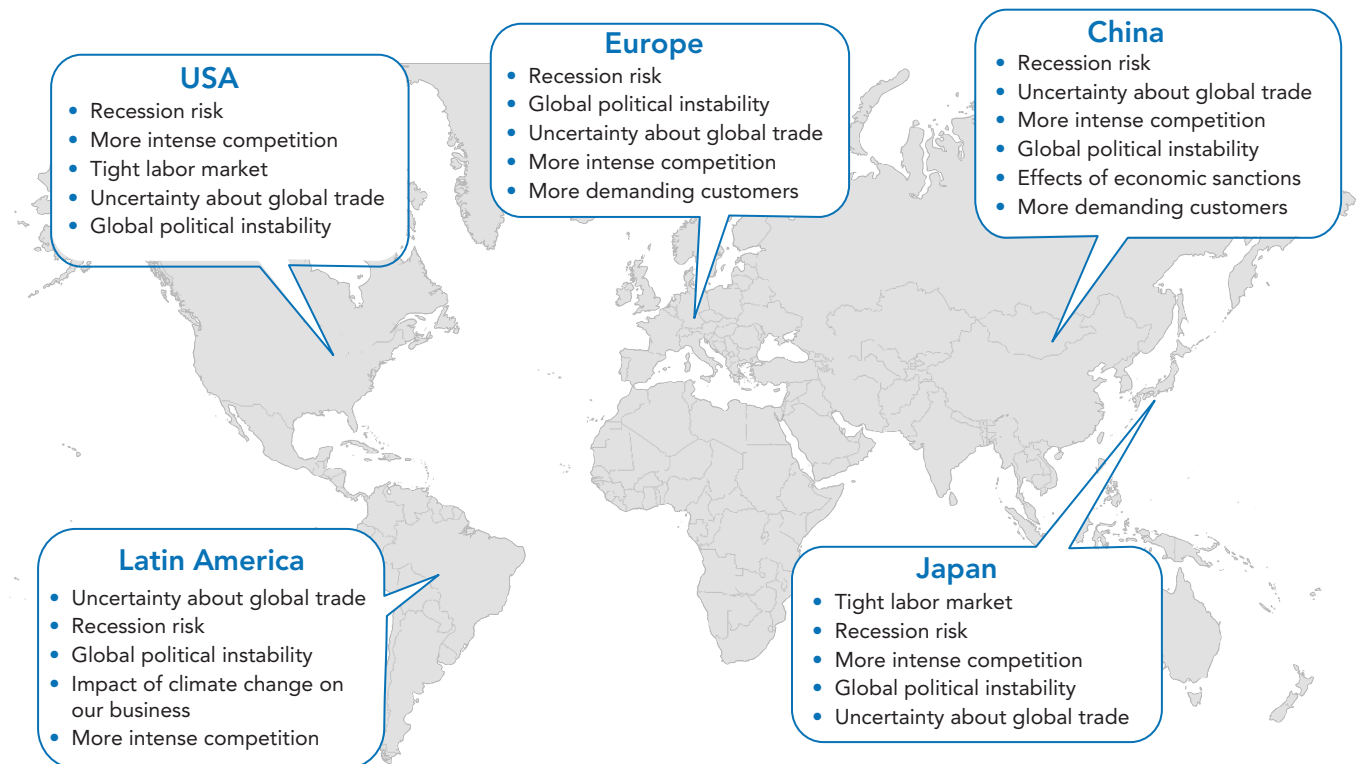 USA
• Recession risk
• More intense competition
• Tight labor market
• Uncertainty about global trade
• Global political instability
Europe
• Recession risk
• Global political instability
• Uncertainty about global trade
• More intense competition
• More demanding customers
China
• Recession risk
• Uncertainty about global trade
• More intense competition
• Global political instability
• Effects of economic sanctions
• More demanding customers
Latin America
• Uncertainty about global trade
• Recession risk
• Global political instability
• Impact of climate change on
our business
• More intense competition
Japan
• Tight labor market
• Recession risk
• More intense competition
• Global political instability
• Uncertainty about global trade